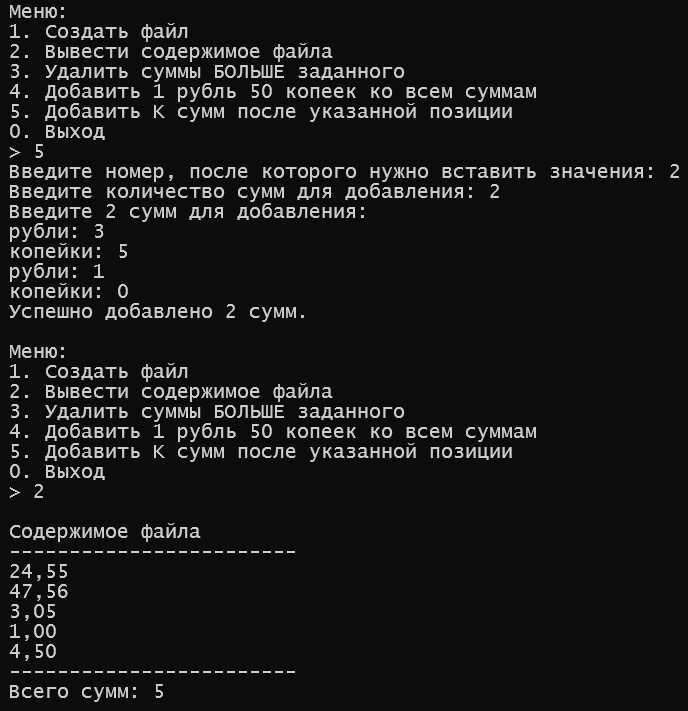 Меню:
1. Создать файл
2. Вывести содержимое файла
3. Удалить суммы БОЛЬШЕ заданного
4. Добавить 1 рубль 50 копеек ко всем суммам
5. Добавить К сумм после указанной позиции
0. Выход
> 5
Введите номер, после которого нужно вставить значения: 2
Введите количество сумм для добавления: 2
Введите 2 сумм для добавления:
рубли: 3
копейки: 5
рубли: 1
копейки: 0
Успешно добавлено 2 сумм.
Меню:
1. Создать файл
2. Вывести содержимое файла
3. Удалить суммы БОЛЬШЕ заданного
4. Добавить 1 рубль 50 копеек ко всем суммам
5. Добавить К сумм после указанной позиции
0. Выход
> 2
Содержимое файла
------------------------
24,55
47,56
3,05
1,00
4,50
------------------------
Всего сумм: 5